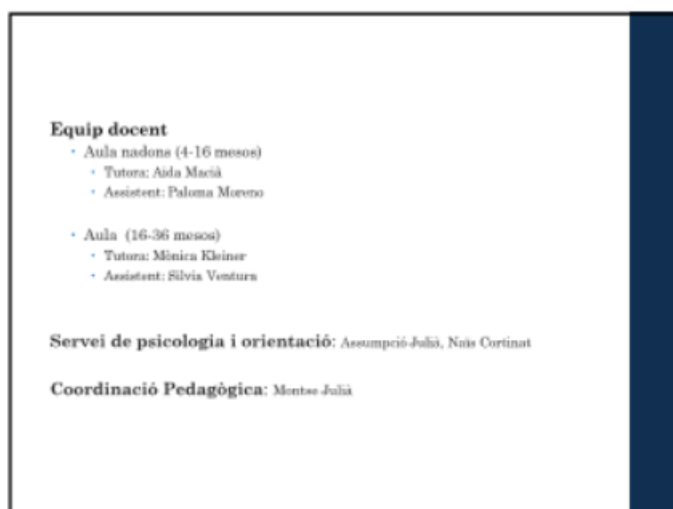 Equip docent
• Aula nadons (4-16 mesos)
• Tutora: Aida Macià
• Assistent: Paloma Moreno
• Aula (16-36 mesos)
• Tutora: Mònica Kleiner
• Assistent: Silvia Ventura
Servei de psicologia i orientació: Assumpció Julià, Naïs Cortinat
Coordinació Pedagògica: Montse Julià